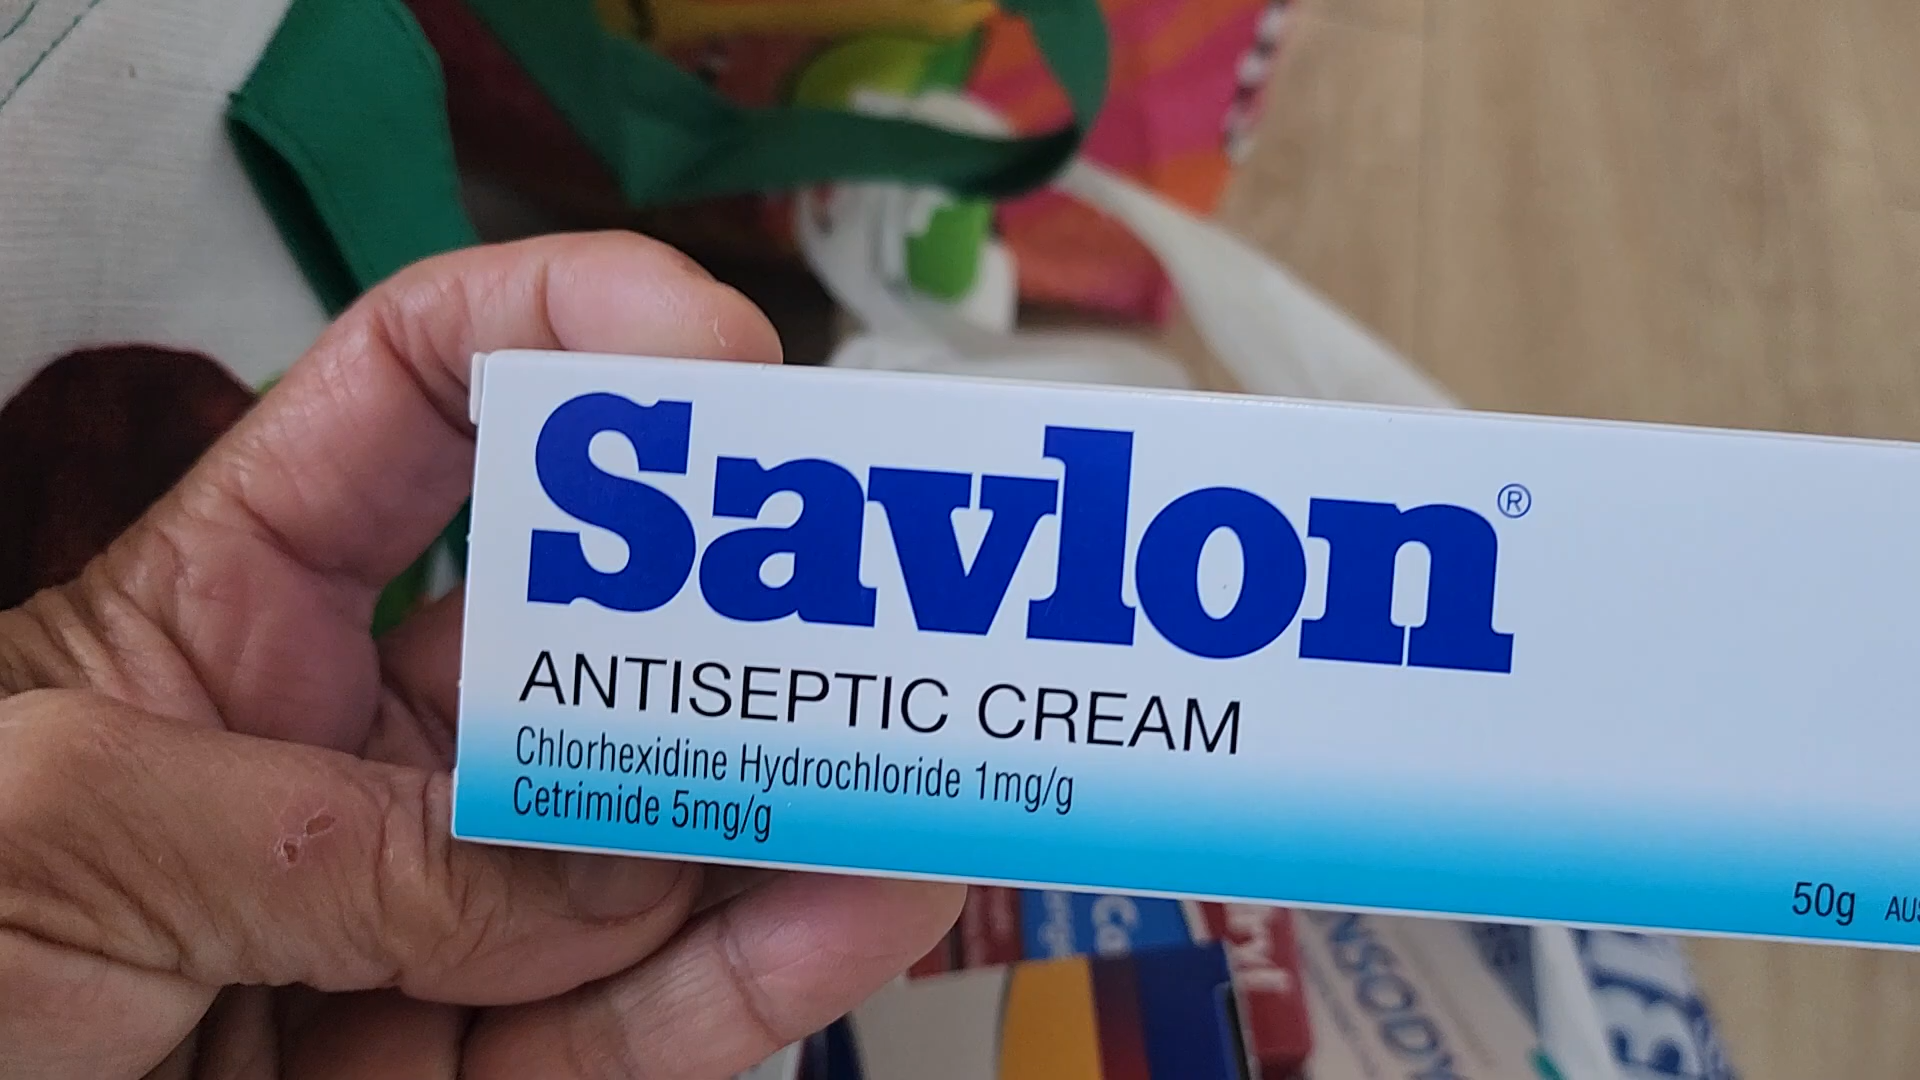 Savlon®
ANTISEPTIC CREAM
Chlorhexidine Hydrochloride 1mg/g
Cetrimide 5mg/g
50g